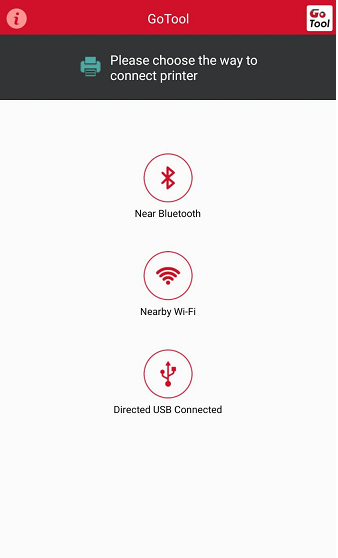 GoTool
Go
Tool
Please choose the way to
connect printer
Near Bluetooth
Nearby Wi-Fi
Directed USB Connected